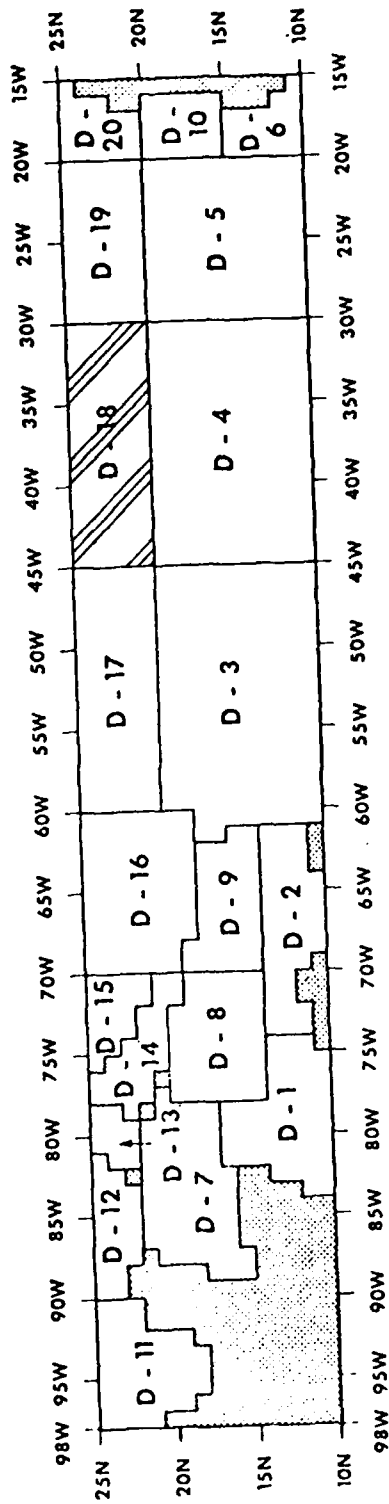 98W 95W 90W 85W 80W 75W 70W 65W 60W 55W 50W 45W 40W 35W 30W 25W 20W 15W
25N 25N
D - 11 D - 12 D - 15 D - 16 D - 17 D - 18 D - 19 D - 20
D - 14
20N 20N
D - 13
D - 7 D - 8 D - 9 D - 3 D - 4 D - 5 D - 10
15N 15N
D - 1 D - 2 D - 6
10N 10N
98W 95W 90W 85W 80W 75W 70W 65W 60W 55W 50W 45W 40W 35W 30W 25W 20W 15W